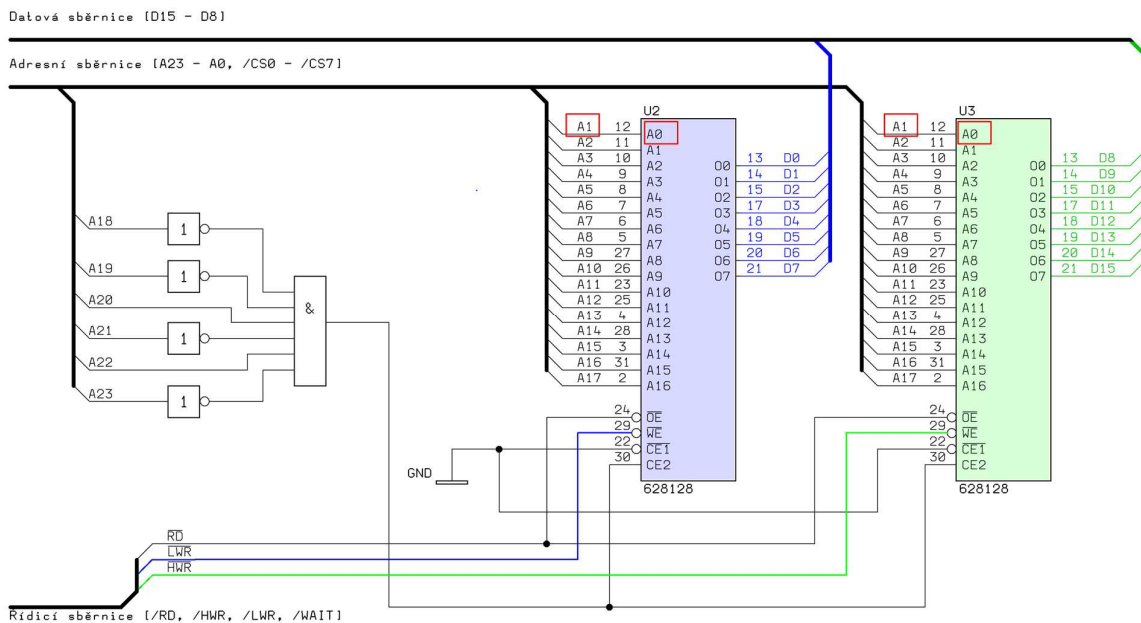 Datová sběrnice [D15 - D8]
Adresní sběrnice [A23 - A0, /CS0 - /CS7]
A18 1
A19 1
A20
A21 1
A22
A23 1
&
U2
A1 12 A0
A2 11 A1
A3 10 A2 O0 13 D0
A4 9 A3 O1 14 D1
A5 8 A4 O2 15 D2
A6 7 A5 O3 17 D3
A7 6 A6 O4 18 D4
A8 5 A7 O5 19 D5
A9 27 A8 O6 20 D6
A10 26 A9 O7 21 D7
A11 23 A10
A12 25 A11
A13 4 A12
A14 28 A13
A15 3 A14
A16 31 A15
A17 2 A16
24 OE
29 WE
22 CE1
30 CE2
628128
U3
A1 12 A0
A2 11 A1
A3 10 A2 O0 13 D8
A4 9 A3 O1 14 D9
A5 8 A4 O2 15 D10
A6 7 A5 O3 17 D11
A7 6 A6 O4 18 D12
A8 5 A7 O5 19 D13
A9 27 A8 O6 20 D14
A10 26 A9 O7 21 D15
A11 23 A10
A12 25 A11
A13 4 A12
A14 28 A13
A15 3 A14
A16 31 A15
A17 2 A16
24 OE
29 WE
22 CE1
30 CE2
628128
GND
RD
LWR
HWR
Řídicí sběrnice [/RD, /HWR, /LWR, /WAIT]